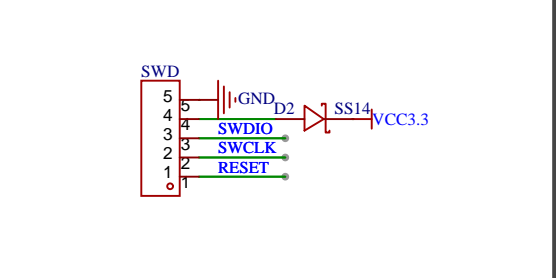 SWD
5 5 GND D2 SS14 VCC3.3
4 4
3 SWDIO 3
2 SWCLK 2
1 RESET 1